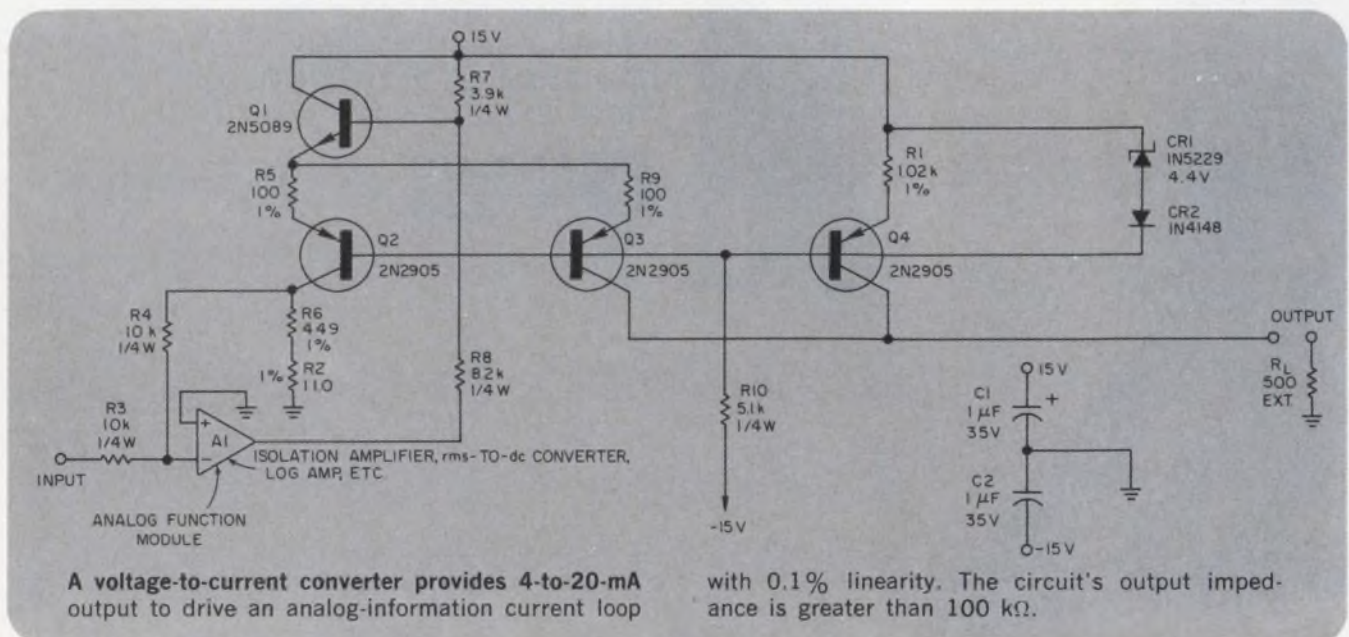 15 V
R7
3.9k
1/4 W
Q1
2N5089
R5
100
1%
R9
100
1%
R1
1.02k
1%
CR1
IN5229
4.4V
CR2
IN4148
Q2
2N2905
Q3
2N2905
Q4
2N2905
R4
10 k
1/4 W
R6
449
1%
1% R2
11.0
R8
8.2k
1/4 W
R3
10k
1/4W
INPUT
+
A1
−
ISOLATION AMPLIFIER, rms-TO-dc CONVERTER,
LOG AMP, ETC
ANALOG FUNCTION
MODULE
R10
5.1k
1/4W
-15 V
OUTPUT
RL
500
EXT.
15 V
C1
1 µF
35V
+
C2
1 µF
35V
-15 V
A voltage-to-current converter provides 4-to-20-mA
output to drive an analog-information current loop
with 0.1% linearity. The circuit's output imped-
ance is greater than 100 kΩ.